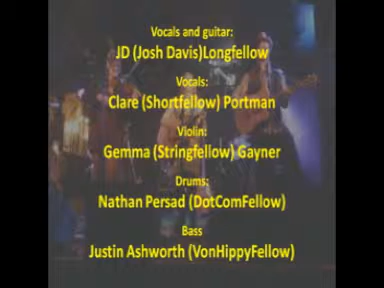 Vocals and guitar:
JD (Josh Davis)Longfellow
Vocals:
Clare (Shortfellow) Portman
Violin:
Gemma (Stringfellow) Gayner
Drums:
Nathan Persad (DotComFellow)
Bass
Justin Ashworth (VonHippyFellow)